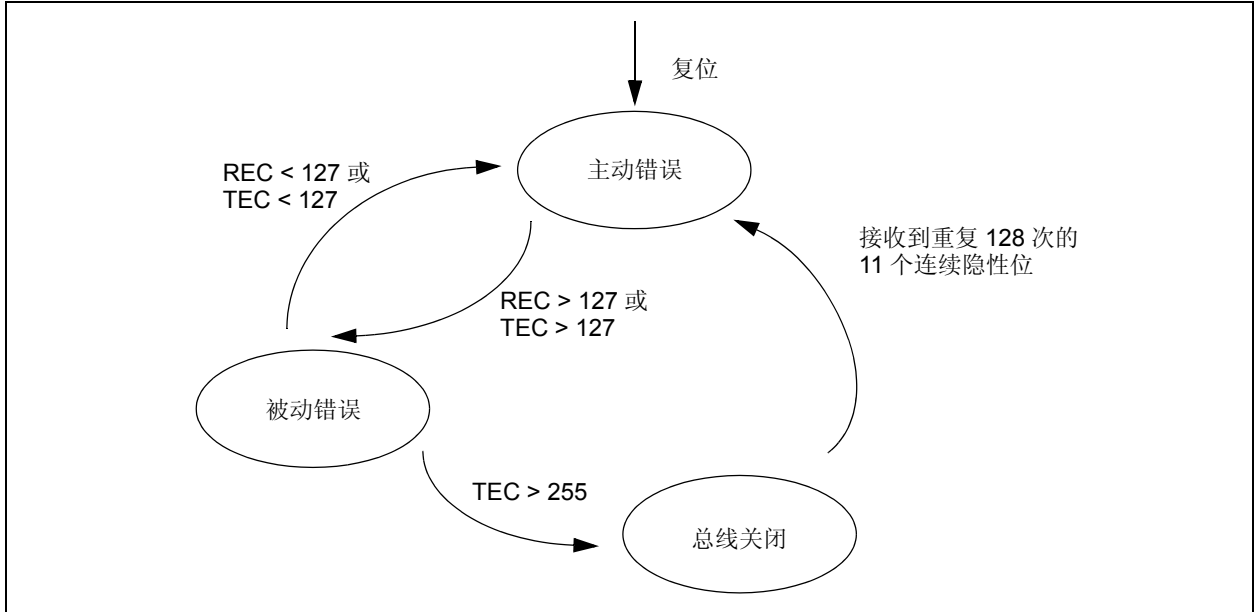 复位
主动错误
REC < 127 或
TEC < 127
接收到重复 128 次的
11 个连续隐性位
REC > 127 或
TEC > 127
被动错误
TEC > 255
总线关闭